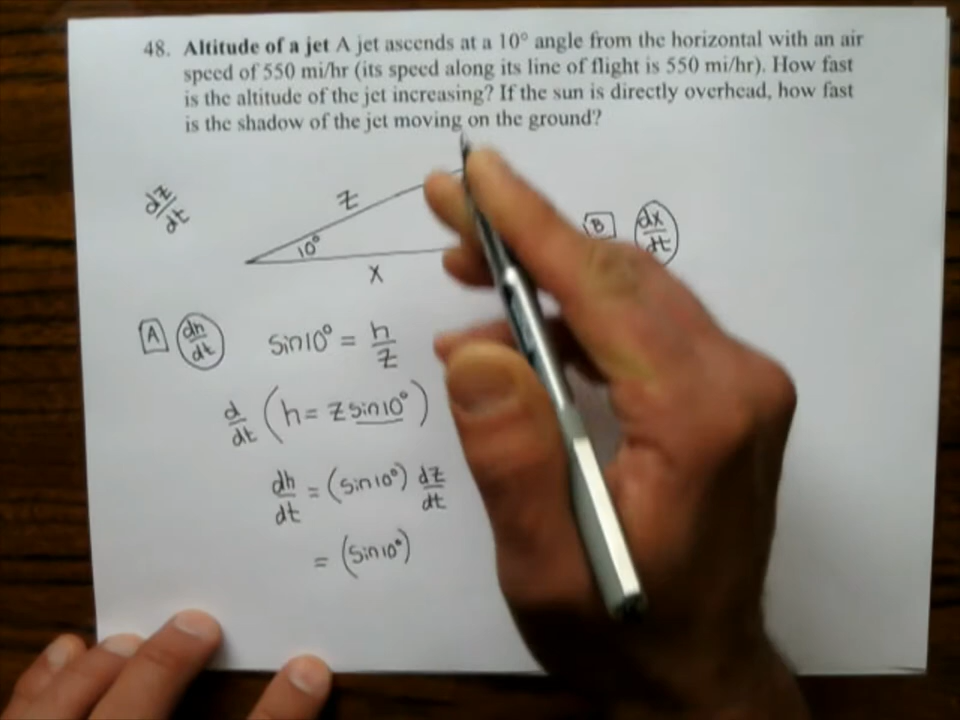 48. Altitude of a jet A jet ascends at a 10° angle from the horizontal with an air
speed of 550 mi/hr (its speed along its line of flight is 550 mi/hr). How fast
is the altitude of the jet increasing? If the sun is directly overhead, how fast
is the shadow of the jet moving on the ground?
dz/dt
z
10°
x
B dx/dt
A dh/dt sin10° = h/z
d/dt (h = z sin10°)
dh/dt = (sin10°) dz/dt
= (sin10°)